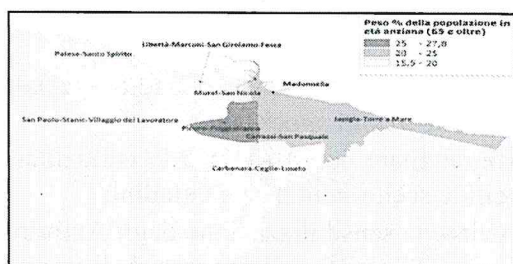 Peso % della popolazione in
età anziana (65 e oltre)
25 - 27,8
20 - 25
15,5 - 20
Libertà-Marconi-San Girolamo-Fesca
Palese-Santo Spirito
Madonnella
Murat-San Nicola
San Paolo-Stanic-Villaggio del Lavoratore
Japigia-Torre a Mare
Picone-Poggiofranco
Carrassi-San Pasquale
Carbonara-Ceglie-Loseto